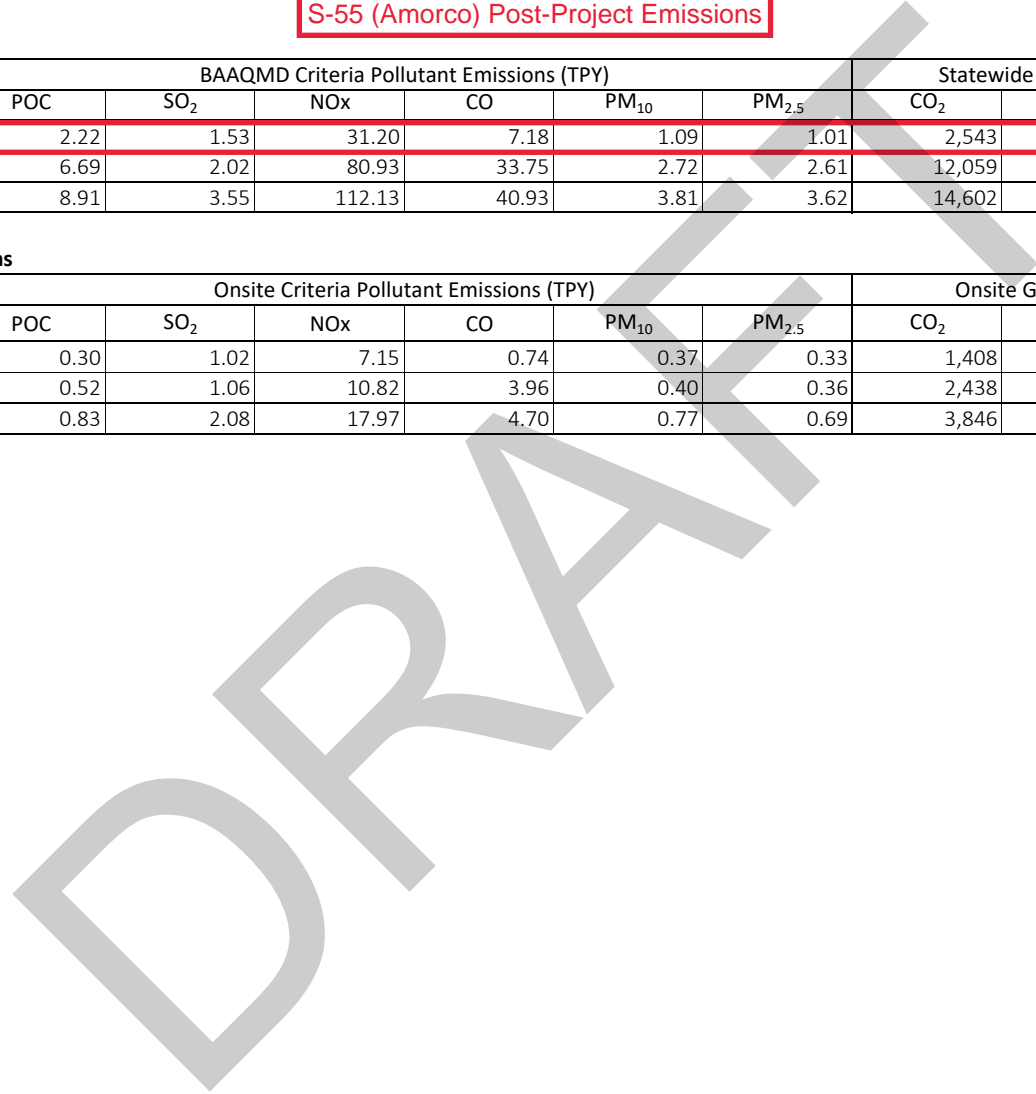 S-55 (Amorco) Post-Project Emissions
BAAQMD Criteria Pollutant Emissions (TPY) Statewide
POC SO₂ NOx CO PM₁₀ PM₂.₅ CO₂
2.22 1.53 31.20 7.18 1.09 1.01 2,543
6.69 2.02 80.93 33.75 2.72 2.61 12,059
8.91 3.55 112.13 40.93 3.81 3.62 14,602
ns
Onsite Criteria Pollutant Emissions (TPY) Onsite G
POC SO₂ NOx CO PM₁₀ PM₂.₅ CO₂
0.30 1.02 7.15 0.74 0.37 0.33 1,408
0.52 1.06 10.82 3.96 0.40 0.36 2,438
0.83 2.08 17.97 4.70 0.77 0.69 3,846
DRAFT